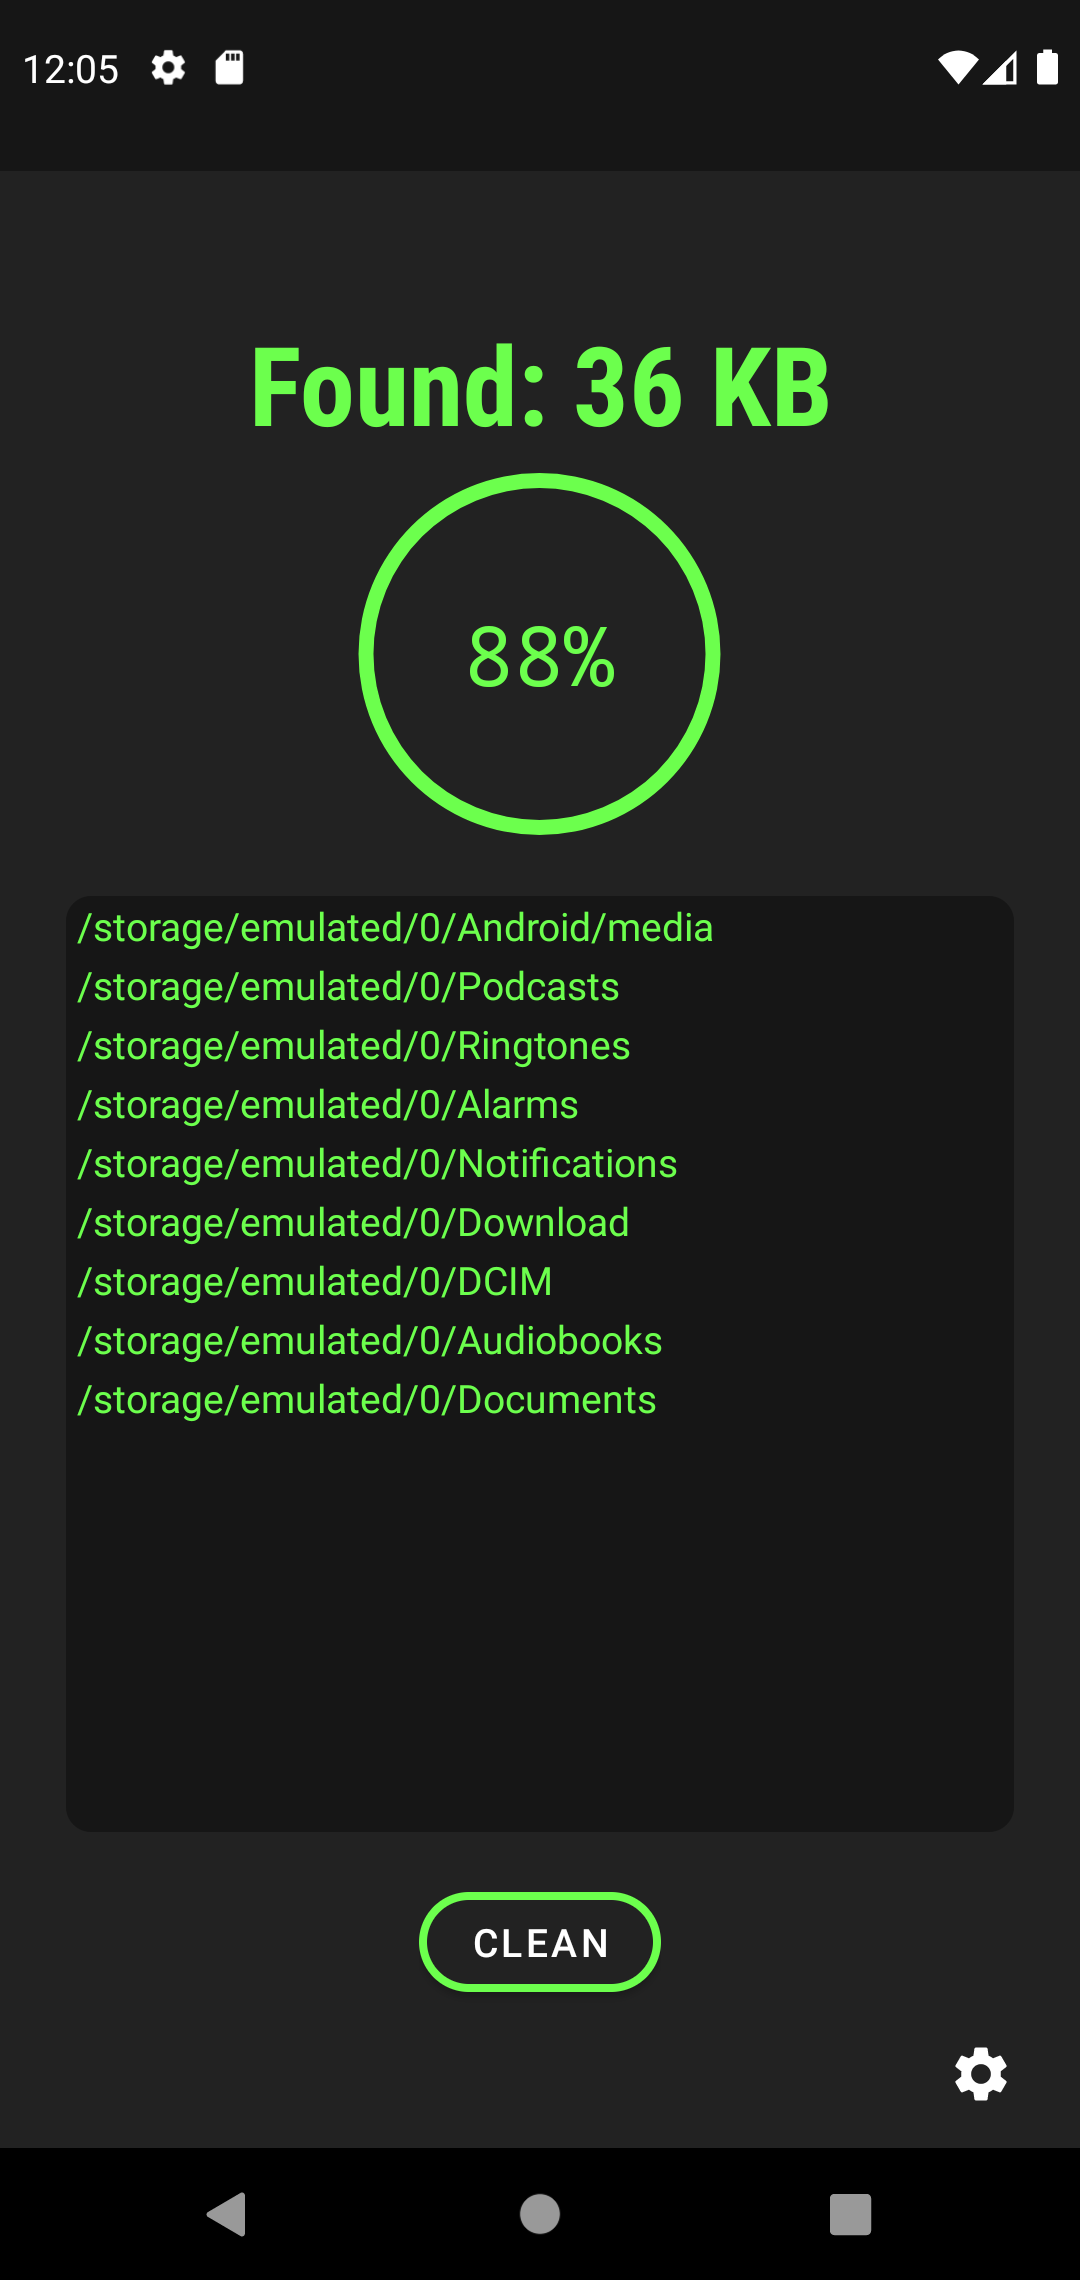 12:05
Found: 36 KB
88%
/storage/emulated/0/Android/media
/storage/emulated/0/Podcasts
/storage/emulated/0/Ringtones
/storage/emulated/0/Alarms
/storage/emulated/0/Notifications
/storage/emulated/0/Download
/storage/emulated/0/DCIM
/storage/emulated/0/Audiobooks
/storage/emulated/0/Documents
CLEAN